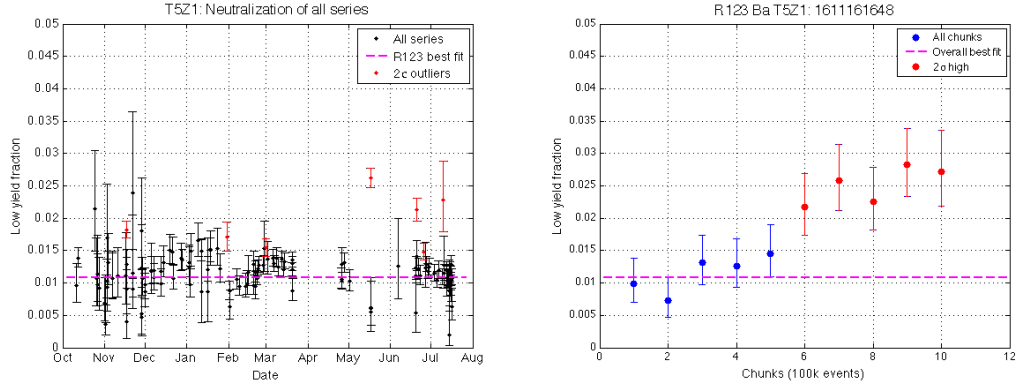 T5Z1: Neutralization of all series
0.05
0.045
0.04
0.035
0.03
0.025
0.02
0.015
0.01
0.005
0
Low yield fraction
All series
R123 best fit
2σ outliers
Oct Nov Dec Jan Feb Mar Apr May Jun Jul Aug
Date
R123 Ba T5Z1: 1611161648
0.05
0.045
0.04
0.035
0.03
0.025
0.02
0.015
0.01
0.005
0
Low yield fraction
All chunks
Overall best fit
2σ high
0 2 4 6 8 10 12
Chunks (100k events)